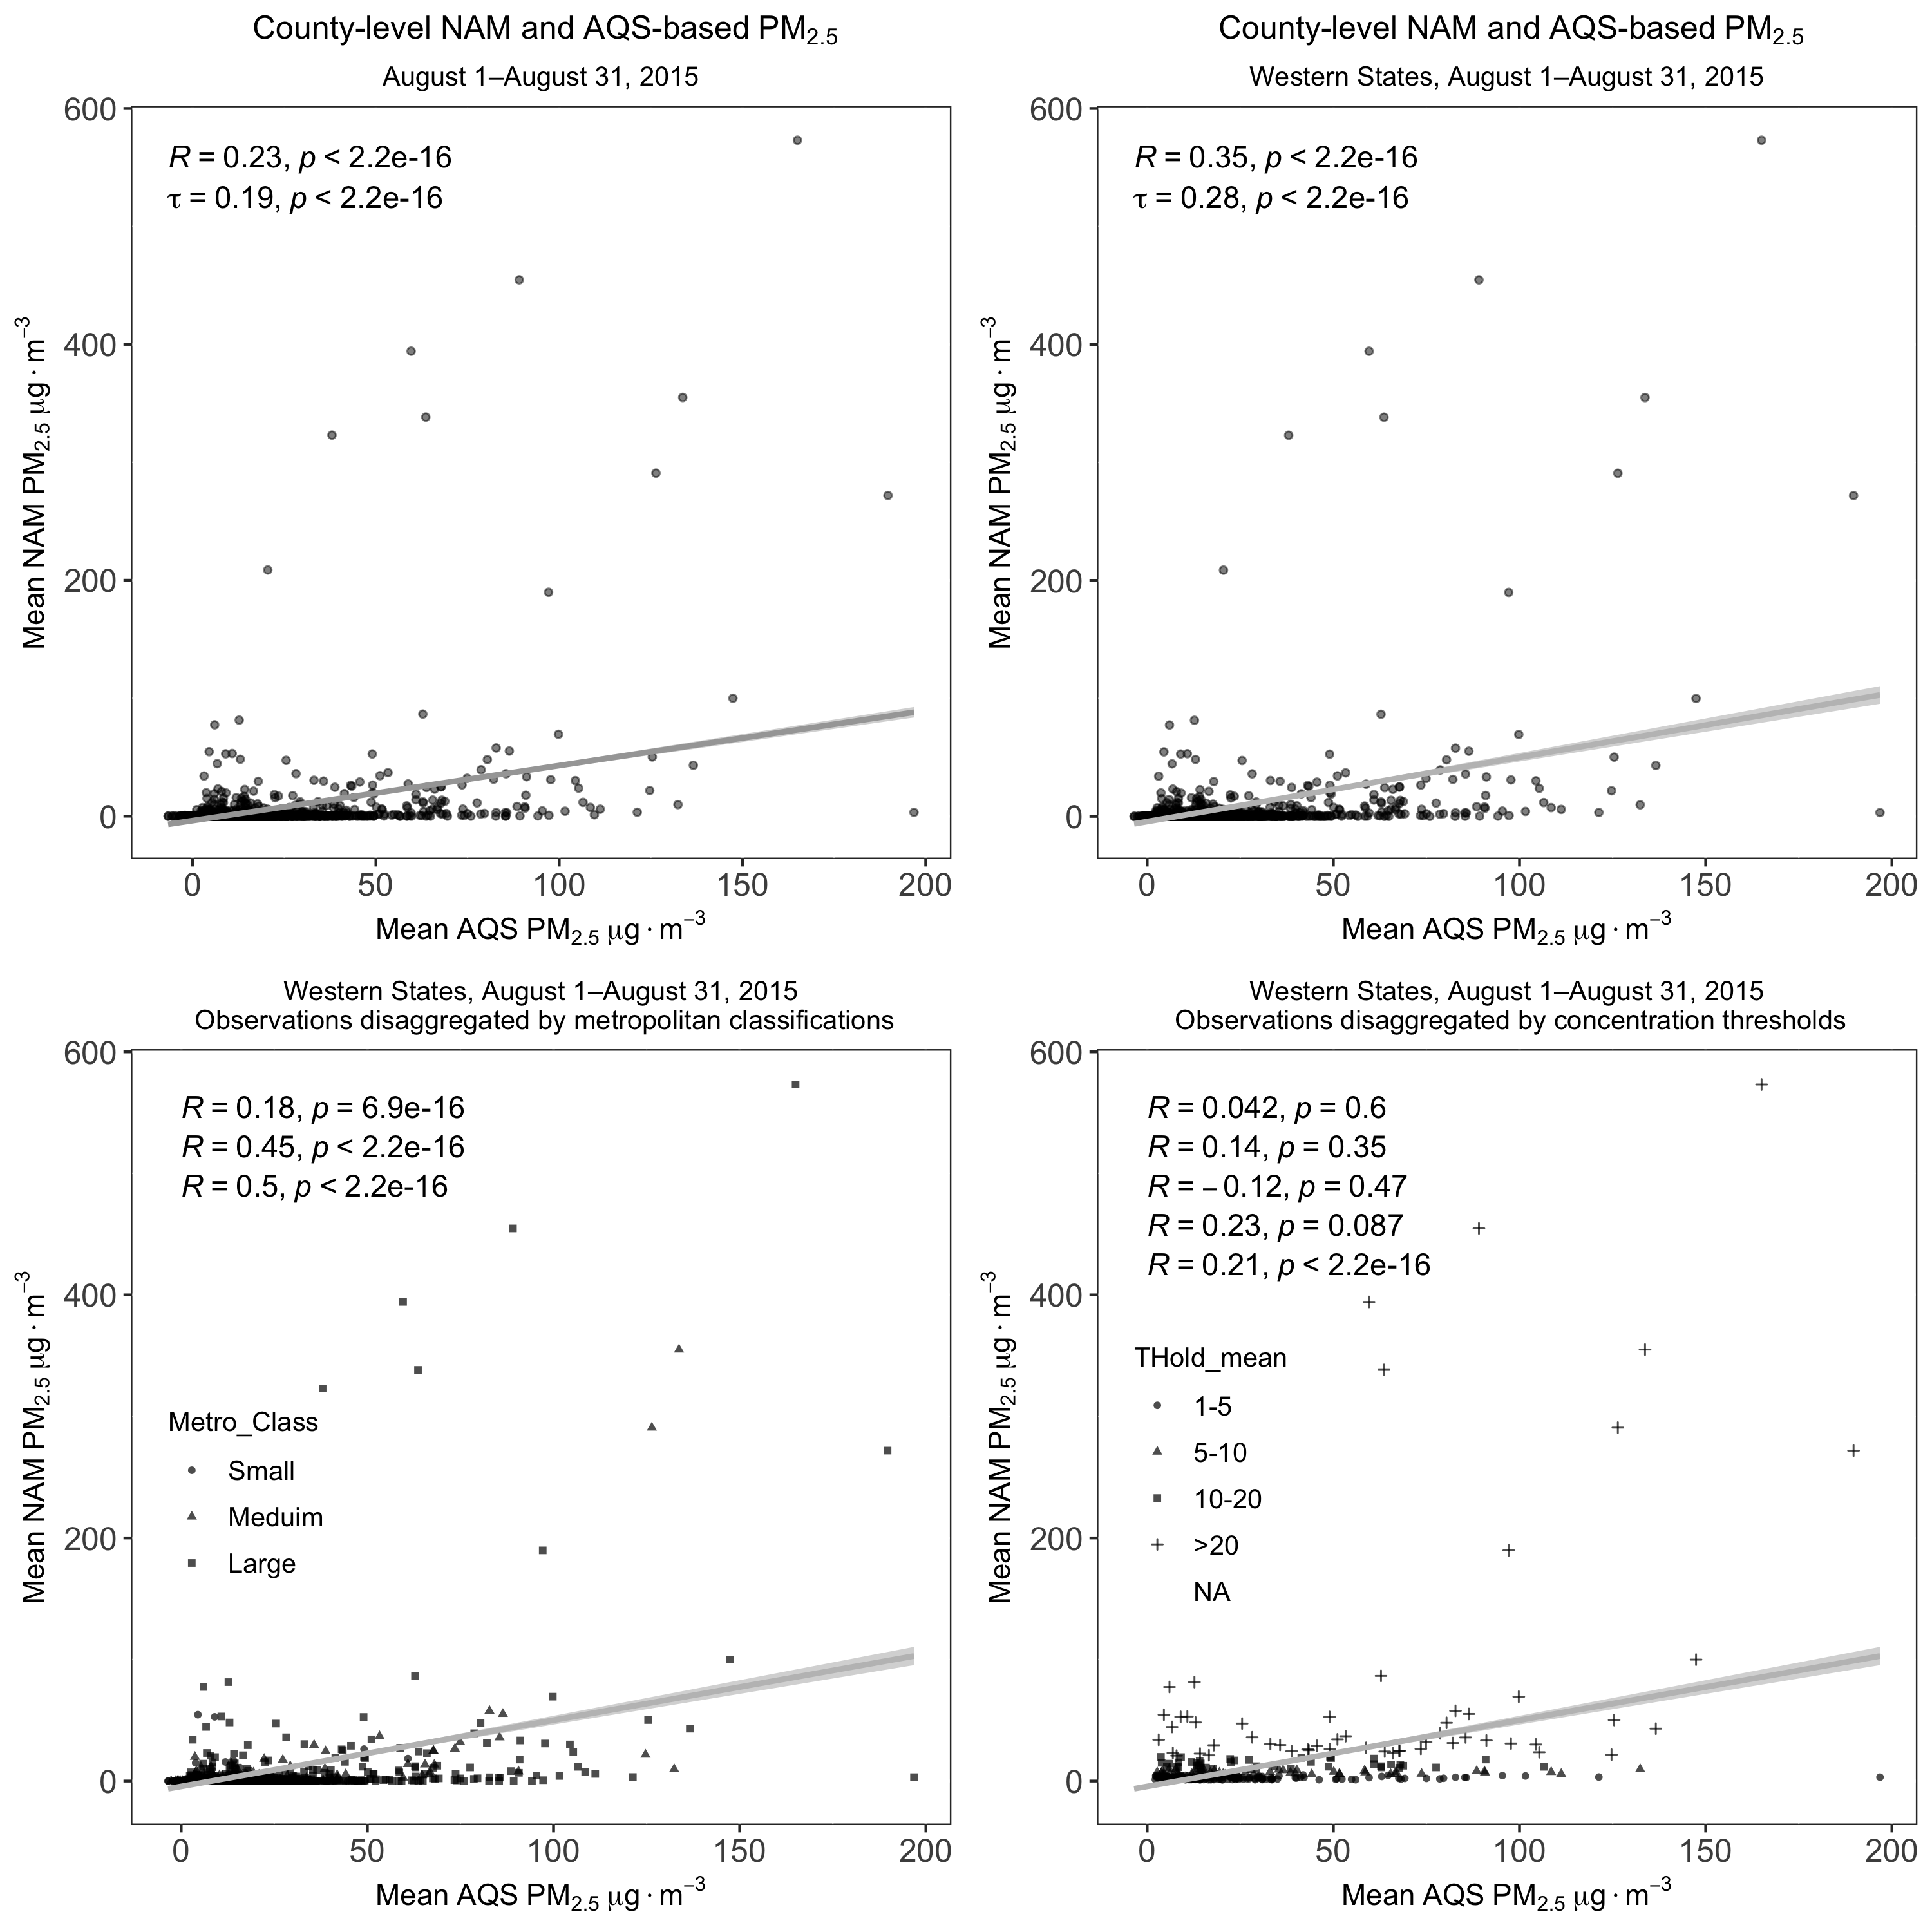 County-level NAM and AQS-based PM2.5
August 1–August 31, 2015
600
400
200
0
R = 0.23, p < 2.2e-16
τ = 0.19, p < 2.2e-16
Mean NAM PM2.5 μg·m−3
0 50 100 150 200
Mean AQS PM2.5 μg·m−3
County-level NAM and AQS-based PM2.5
Western States, August 1–August 31, 2015
600
400
200
0
R = 0.35, p < 2.2e-16
τ = 0.28, p < 2.2e-16
Mean NAM PM2.5 μg·m−3
0 50 100 150 200
Mean AQS PM2.5 μg·m−3
Western States, August 1–August 31, 2015
Observations disaggregated by metropolitan classifications
600
400
200
0
R = 0.18, p = 6.9e-16
R = 0.45, p < 2.2e-16
R = 0.5, p < 2.2e-16
Metro_Class
Small
Meduim
Large
Mean NAM PM2.5 μg·m−3
0 50 100 150 200
Mean AQS PM2.5 μg·m−3
Western States, August 1–August 31, 2015
Observations disaggregated by concentration thresholds
600
400
200
0
R = 0.042, p = 0.6
R = 0.14, p = 0.35
R = −0.12, p = 0.47
R = 0.23, p = 0.087
R = 0.21, p < 2.2e-16
THold_mean
1-5
5-10
10-20
>20
NA
Mean NAM PM2.5 μg·m−3
0 50 100 150 200
Mean AQS PM2.5 μg·m−3